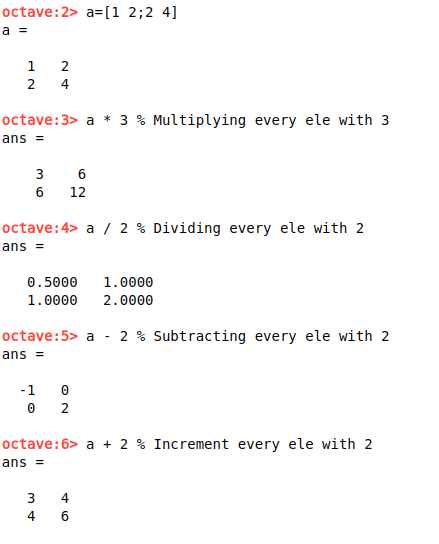 octave:2> a=[1 2;2 4]
a =
1 2
2 4
octave:3> a * 3 % Multiplying every ele with 3
ans =
3 6
6 12
octave:4> a / 2 % Dividing every ele with 2
ans =
0.5000 1.0000
1.0000 2.0000
octave:5> a - 2 % Subtracting every ele with 2
ans =
-1 0
0 2
octave:6> a + 2 % Increment every ele with 2
ans =
3 4
4 6